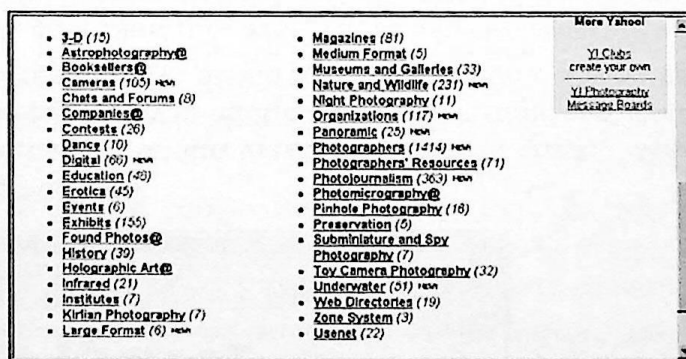 3-D (15)
Astrophotography@
Booksellers@
Cameras (105) NEW!
Chats and Forums (8)
Companies@
Contests (26)
Dance (10)
Digital (66) NEW!
Education (48)
Erotica (45)
Events (6)
Exhibits (155)
Found Photos@
History (39)
Holographic Art@
Infrared (21)
Institutes (7)
Kirlian Photography (7)
Large Format (6) NEW!
Magazines (81)
Medium Format (5)
Museums and Galleries (33)
Nature and Wildlife (231) NEW!
Night Photography (11)
Organizations (117) NEW!
Panoramic (25) NEW!
Photographers (1414) NEW!
Photographers' Resources (71)
Photojournalism (363) NEW!
Photomicrography@
Pinhole Photography (16)
Preservation (5)
Subminiature and Spy
Photography (7)
Toy Camera Photography (32)
Underwater (51) NEW!
Web Directories (19)
Zone System (3)
Usenet (22)
More Yahoo!
Y! Clubs
create your own
Y! Photography
Message Boards